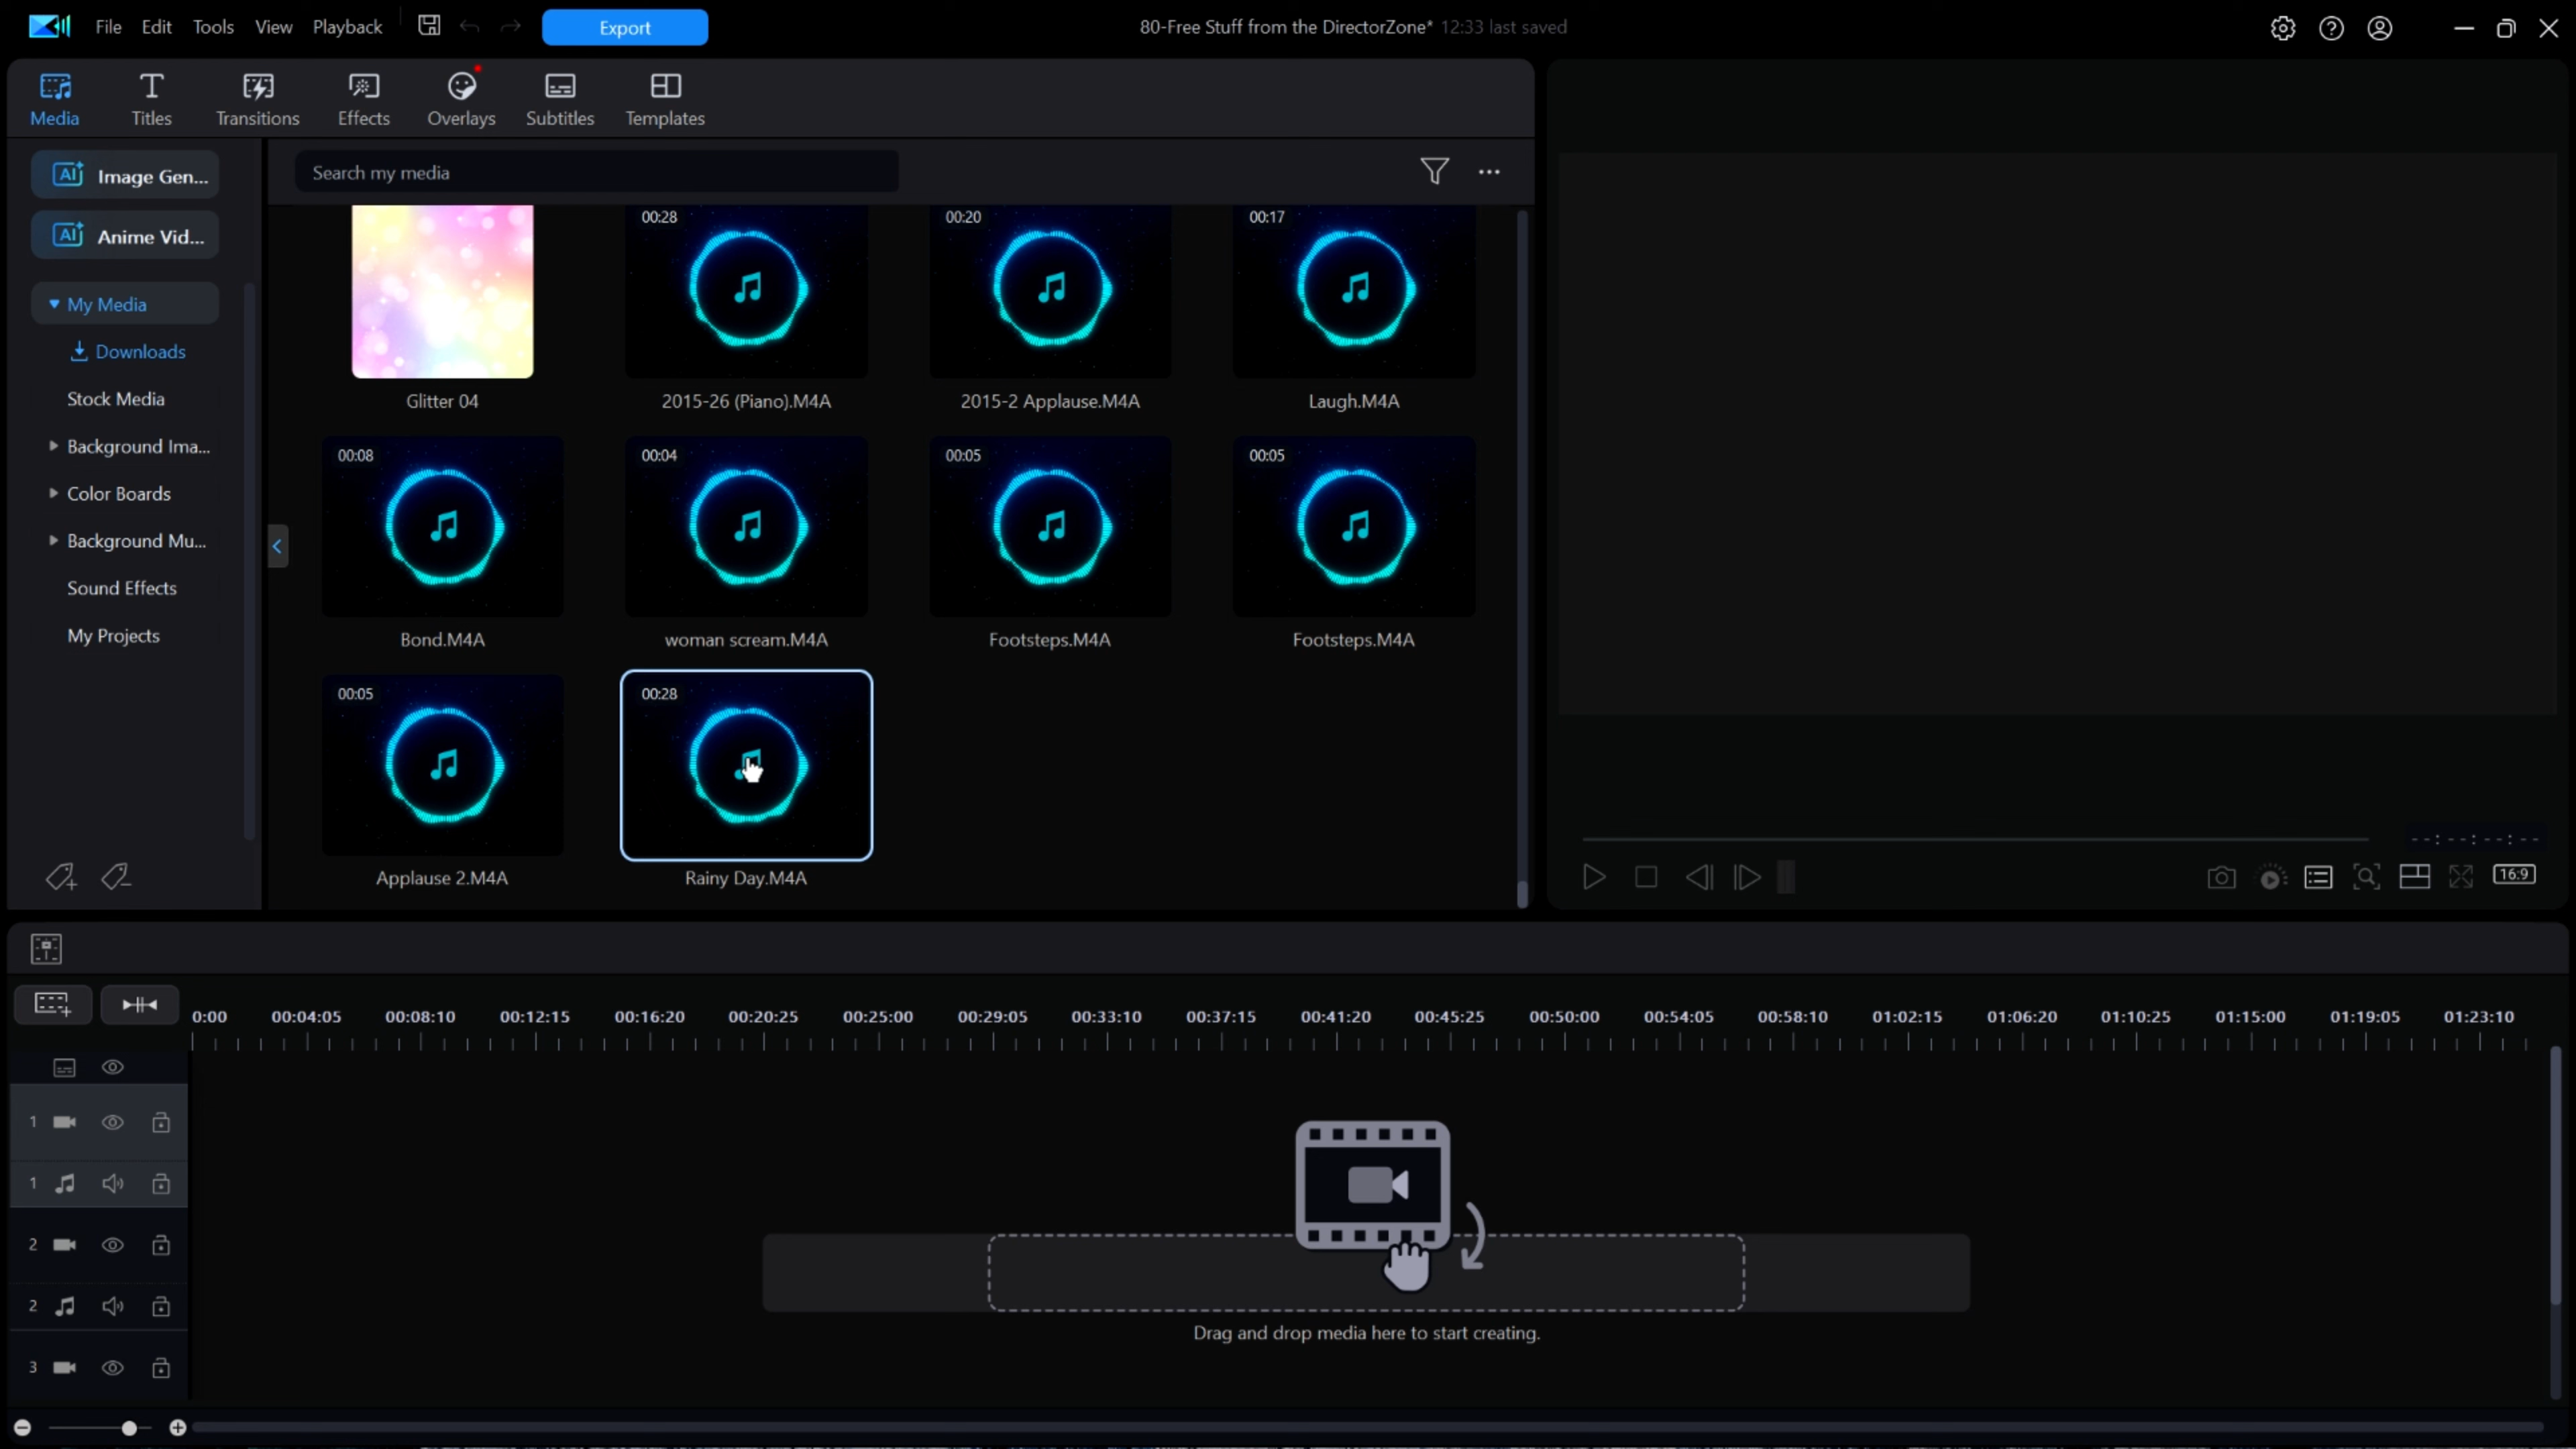 File Edit Tools View Playback Export 80-Free Stuff from the DirectorZone* 12:33 last saved
Media Titles Transitions Effects Overlays Subtitles Templates
AI Image Gen...
AI Anime Vid...
My Media
Downloads
Stock Media
Background Ima...
Color Boards
Background Mu...
Sound Effects
My Projects
Search my media
00:28 00:20 00:17
Glitter 04 2015-26 (Piano).M4A 2015-2 Applause.M4A Laugh.M4A
00:08 00:04 00:05 00:05
Bond.M4A woman scream.M4A Footsteps.M4A Footsteps.M4A
00:05 00:28
Applause 2.M4A Rainy Day.M4A
--:--:--:--
16:9
0:00 00:04:05 00:08:10 00:12:15 00:16:20 00:20:25 00:25:00 00:29:05 00:33:10 00:37:15 00:41:20 00:45:25 00:50:00 00:54:05 00:58:10 01:02:15 01:06:20 01:10:25 01:15:00 01:19:05 01:23:10
1
1
2
2
3
Drag and drop media here to start creating.